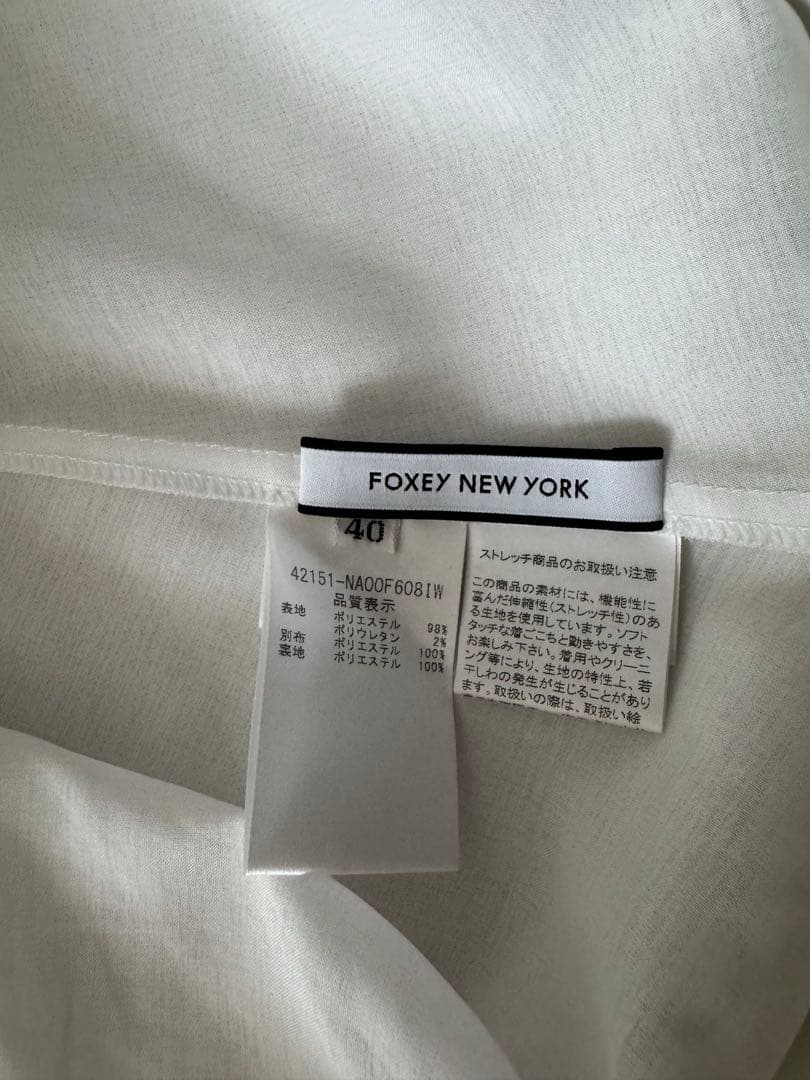 FOXEY NEW YORK
40
42151-NA00F608IW
品質表示
表地 ポリエステル 98%
ポリウレタン 2%
別布 ポリエステル 100%
裏地 ポリエステル 100%
ストレッチ商品のお取扱い注意
この商品の素材には、機能性に
富んだ伸縮性(ストレッチ性)のあ
る生地を使用しています。ソフト
タッチな着ごこちと動きやすさを、
お楽しみ下さい。着用やクリーニ
ング等により、生地の特性上、若
干しわの発生が生じることがあり
ます。取扱いの際は、取扱い絵